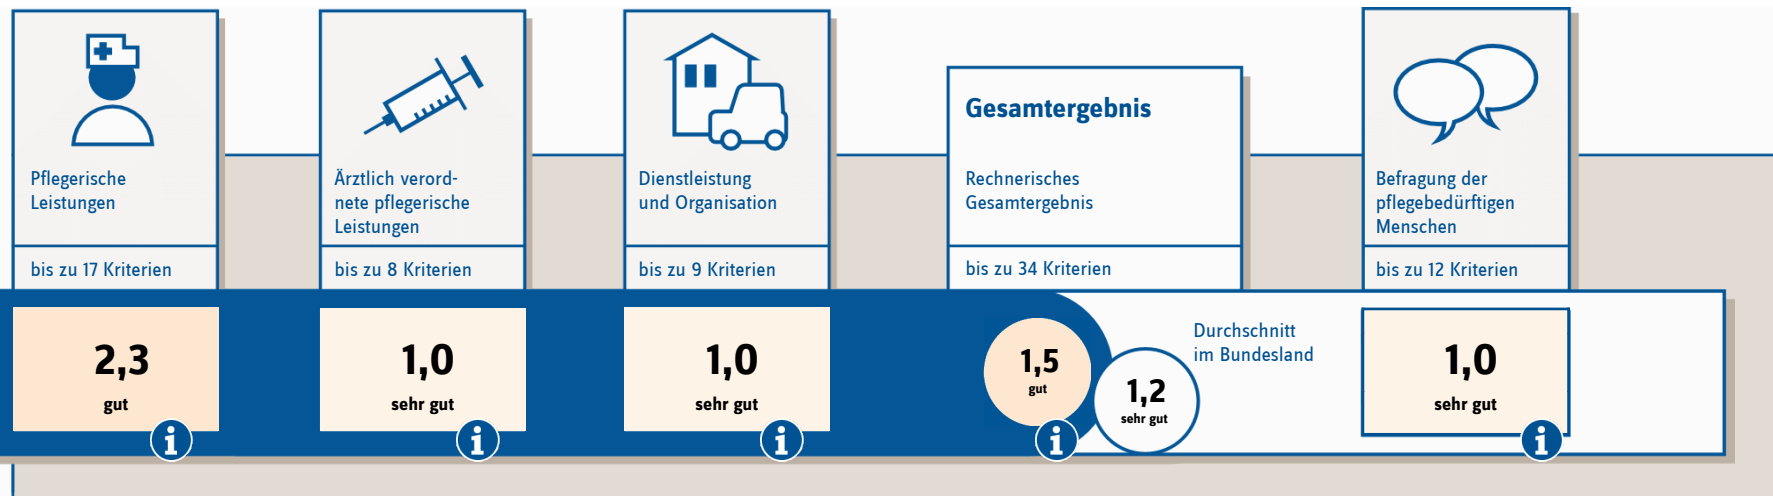 Pflegerische
Leistungen
bis zu 17 Kriterien
2,3
gut
i
Ärztlich verord-
nete pflegerische
Leistungen
bis zu 8 Kriterien
1,0
sehr gut
i
Dienstleistung
und Organisation
bis zu 9 Kriterien
1,0
sehr gut
i
Gesamtergebnis
Rechnerisches
Gesamtergebnis
bis zu 34 Kriterien
1,5
gut
i
1,2
sehr gut
Durchschnitt
im Bundesland
Befragung der
pflegebedürftigen
Menschen
bis zu 12 Kriterien
1,0
sehr gut
i